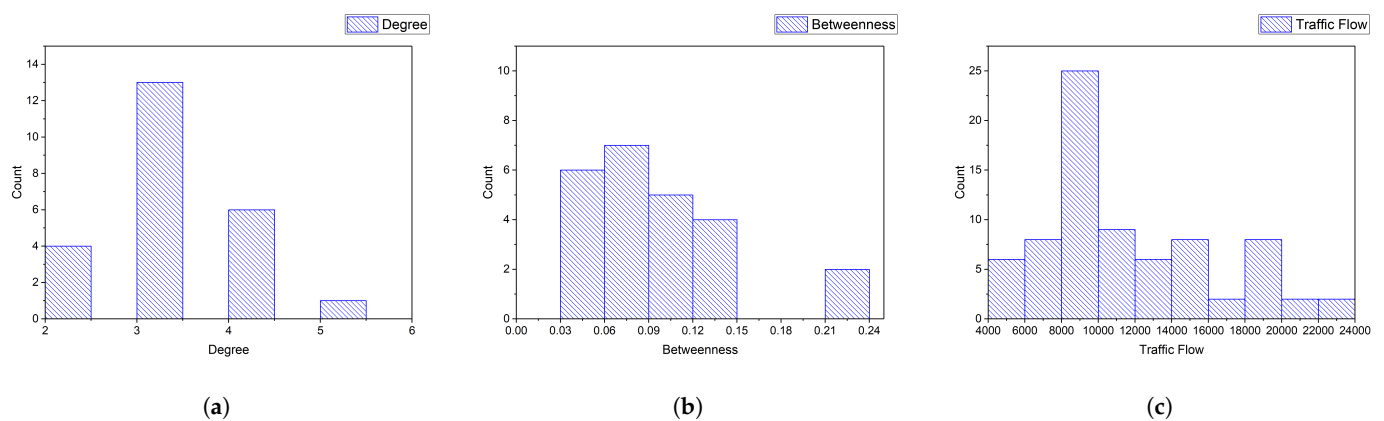 Degree
14
12
10
8
6
4
2
0
Count
2 3 4 5 6
Degree
(a)
Betweenness
10
8
6
4
2
0
Count
0.00 0.03 0.06 0.09 0.12 0.15 0.18 0.21 0.24
Betweenness
(b)
Traffic Flow
25
20
15
10
5
0
Count
4000 6000 8000 10000 12000 14000 16000 18000 20000 22000 24000
Traffic Flow
(c)